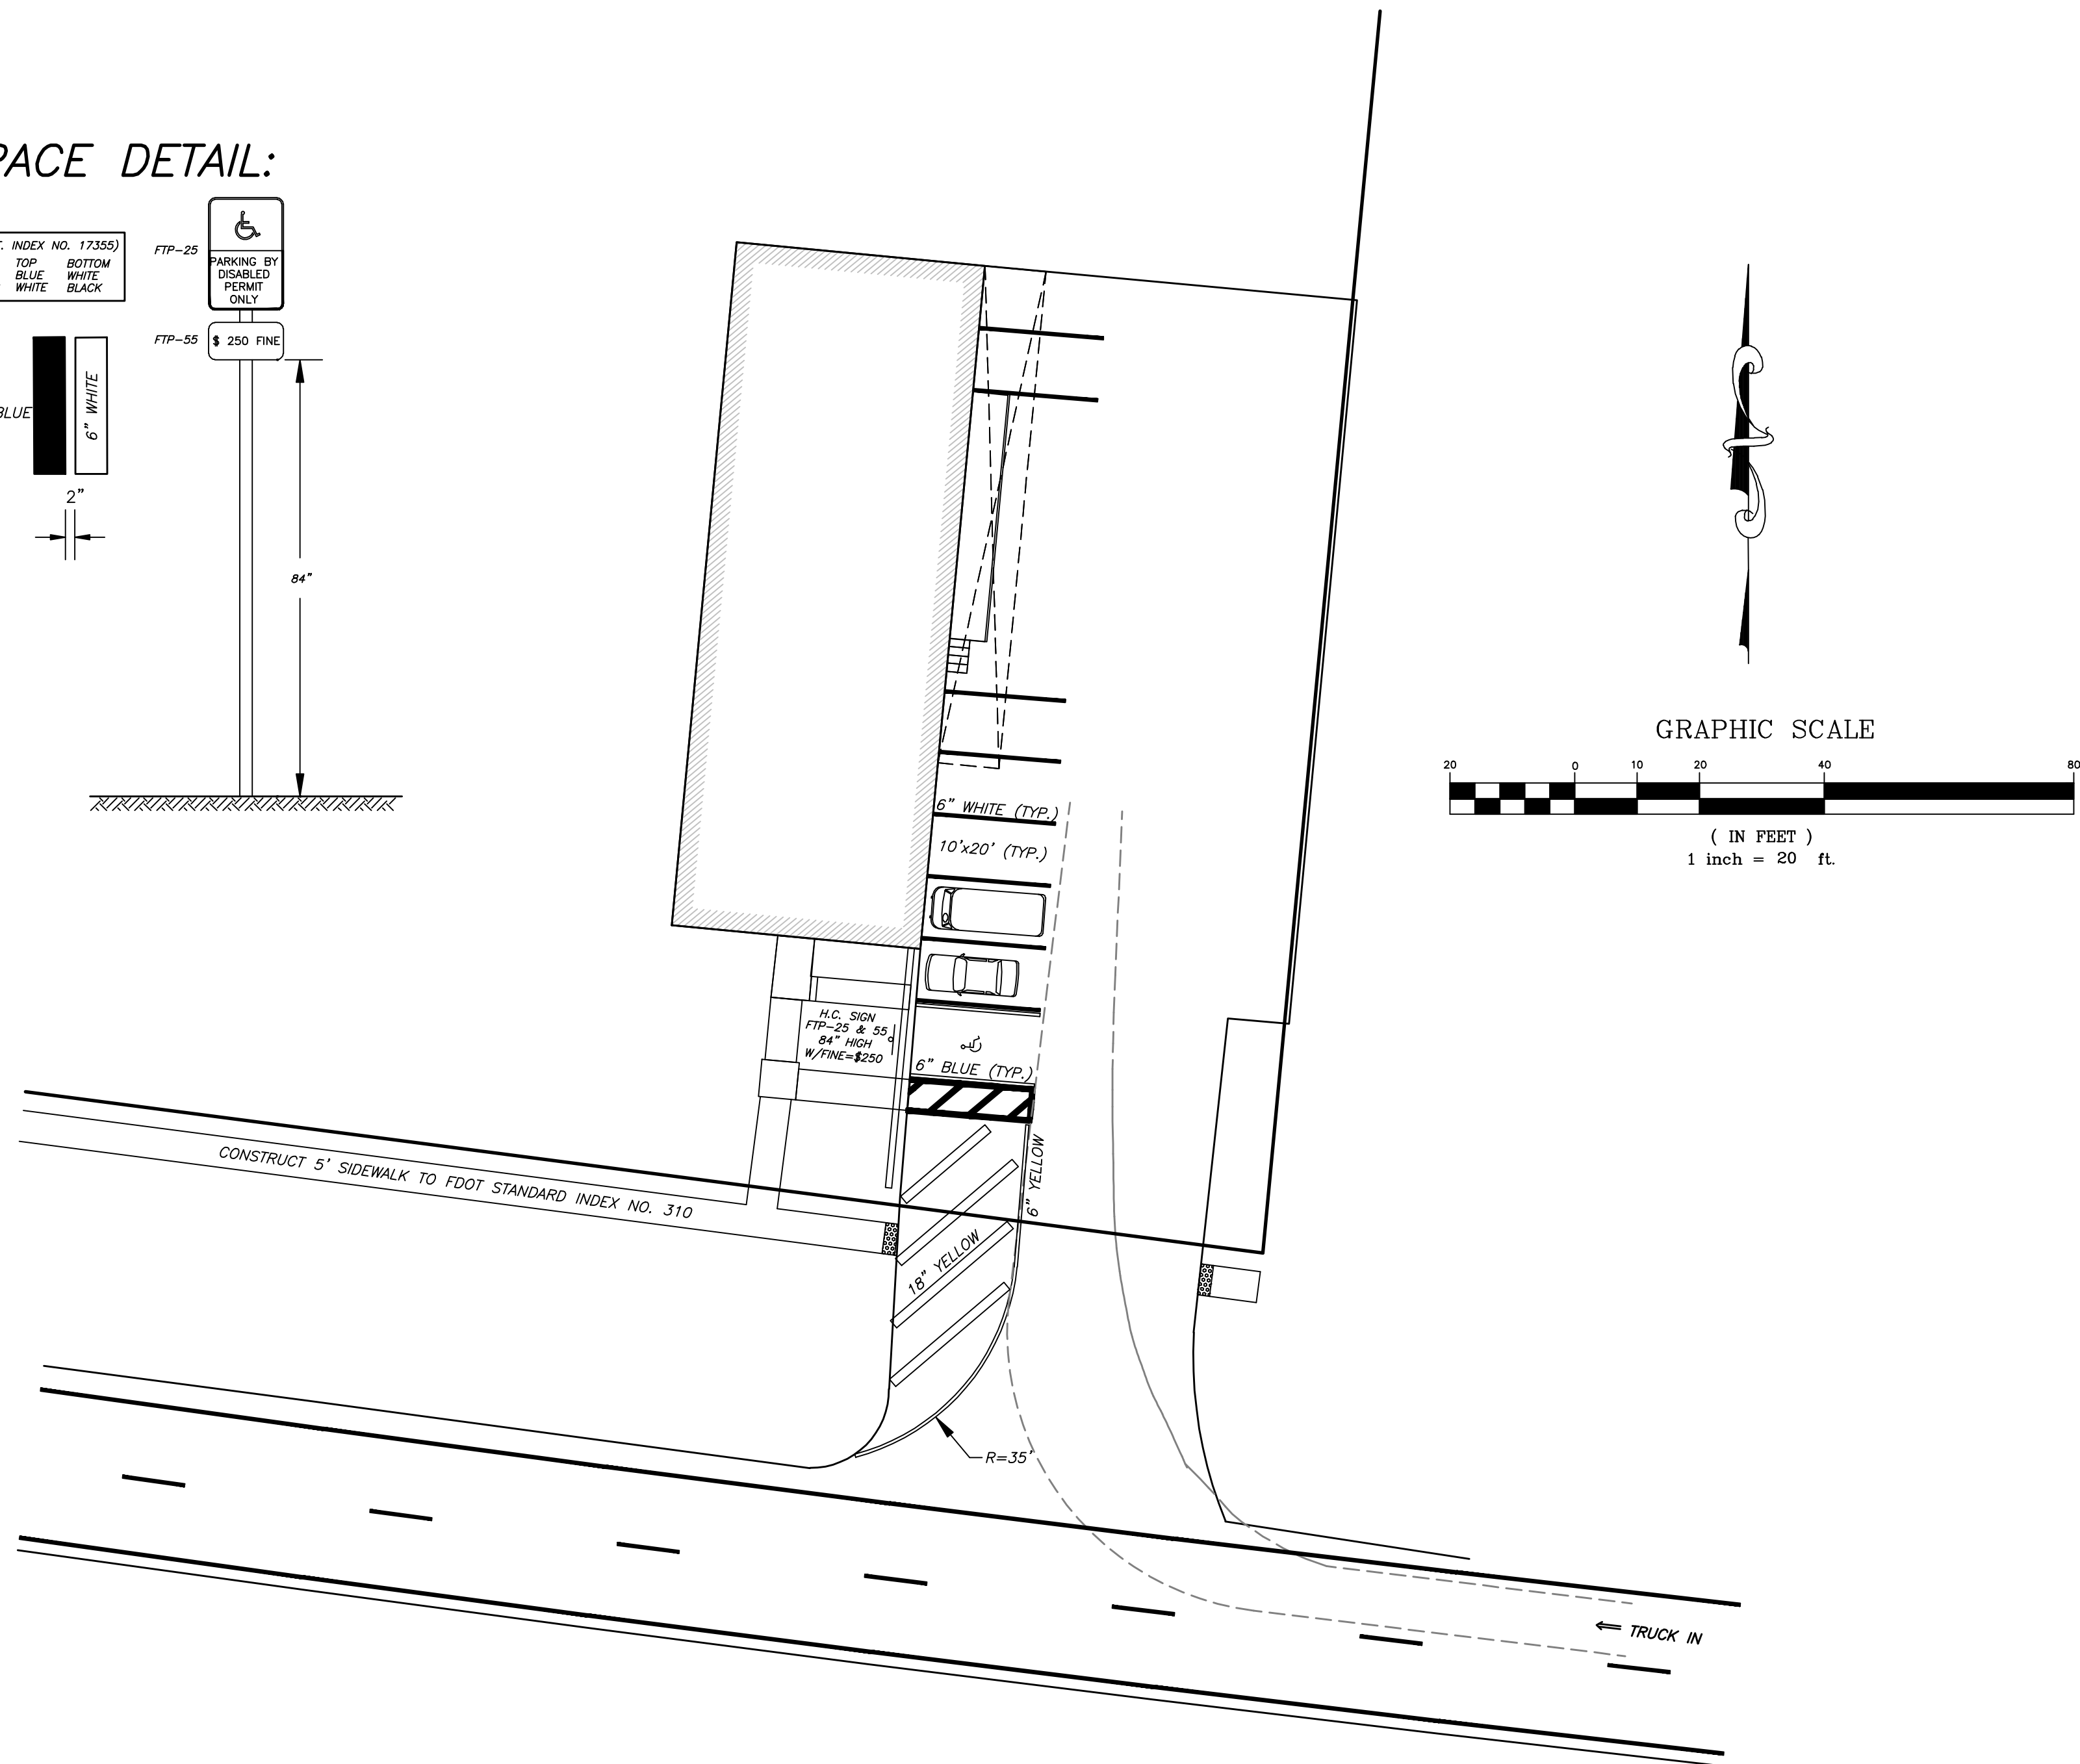 PACE DETAIL:
T. INDEX NO. 17355)
TOP BOTTOM
BLUE WHITE
WHITE BLACK
BLUE
6" WHITE
2"
FTP-25
PARKING BY
DISABLED
PERMIT
ONLY
FTP-55
$ 250 FINE
84"
6" WHITE (TYP.)
10'x20' (TYP.)
H.C. SIGN
FTP-25 & 55
84" HIGH
W/FINE=$250
6" BLUE (TYP.)
6" YELLOW
18" YELLOW
CONSTRUCT 5' SIDEWALK TO FDOT STANDARD INDEX NO. 310
R=35'
TRUCK IN
GRAPHIC SCALE
20 0 10 20 40 80
( IN FEET )
1 inch = 20 ft.